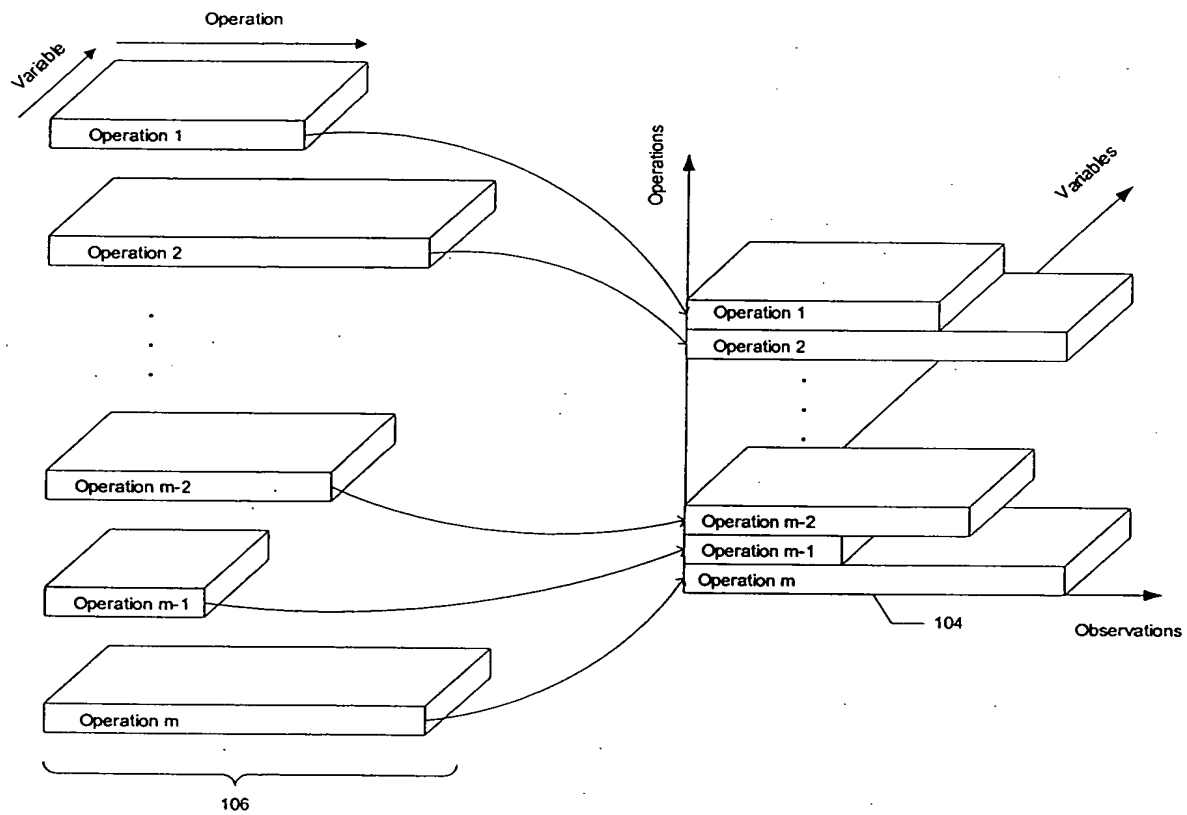 Operation
Variable
Operation 1
Operation 2
Operation m-2
Operation m-1
Operation m
106
Operations
Variables
Operation 1
Operation 2
Operation m-2
Operation m-1
Operation m
104
Observations